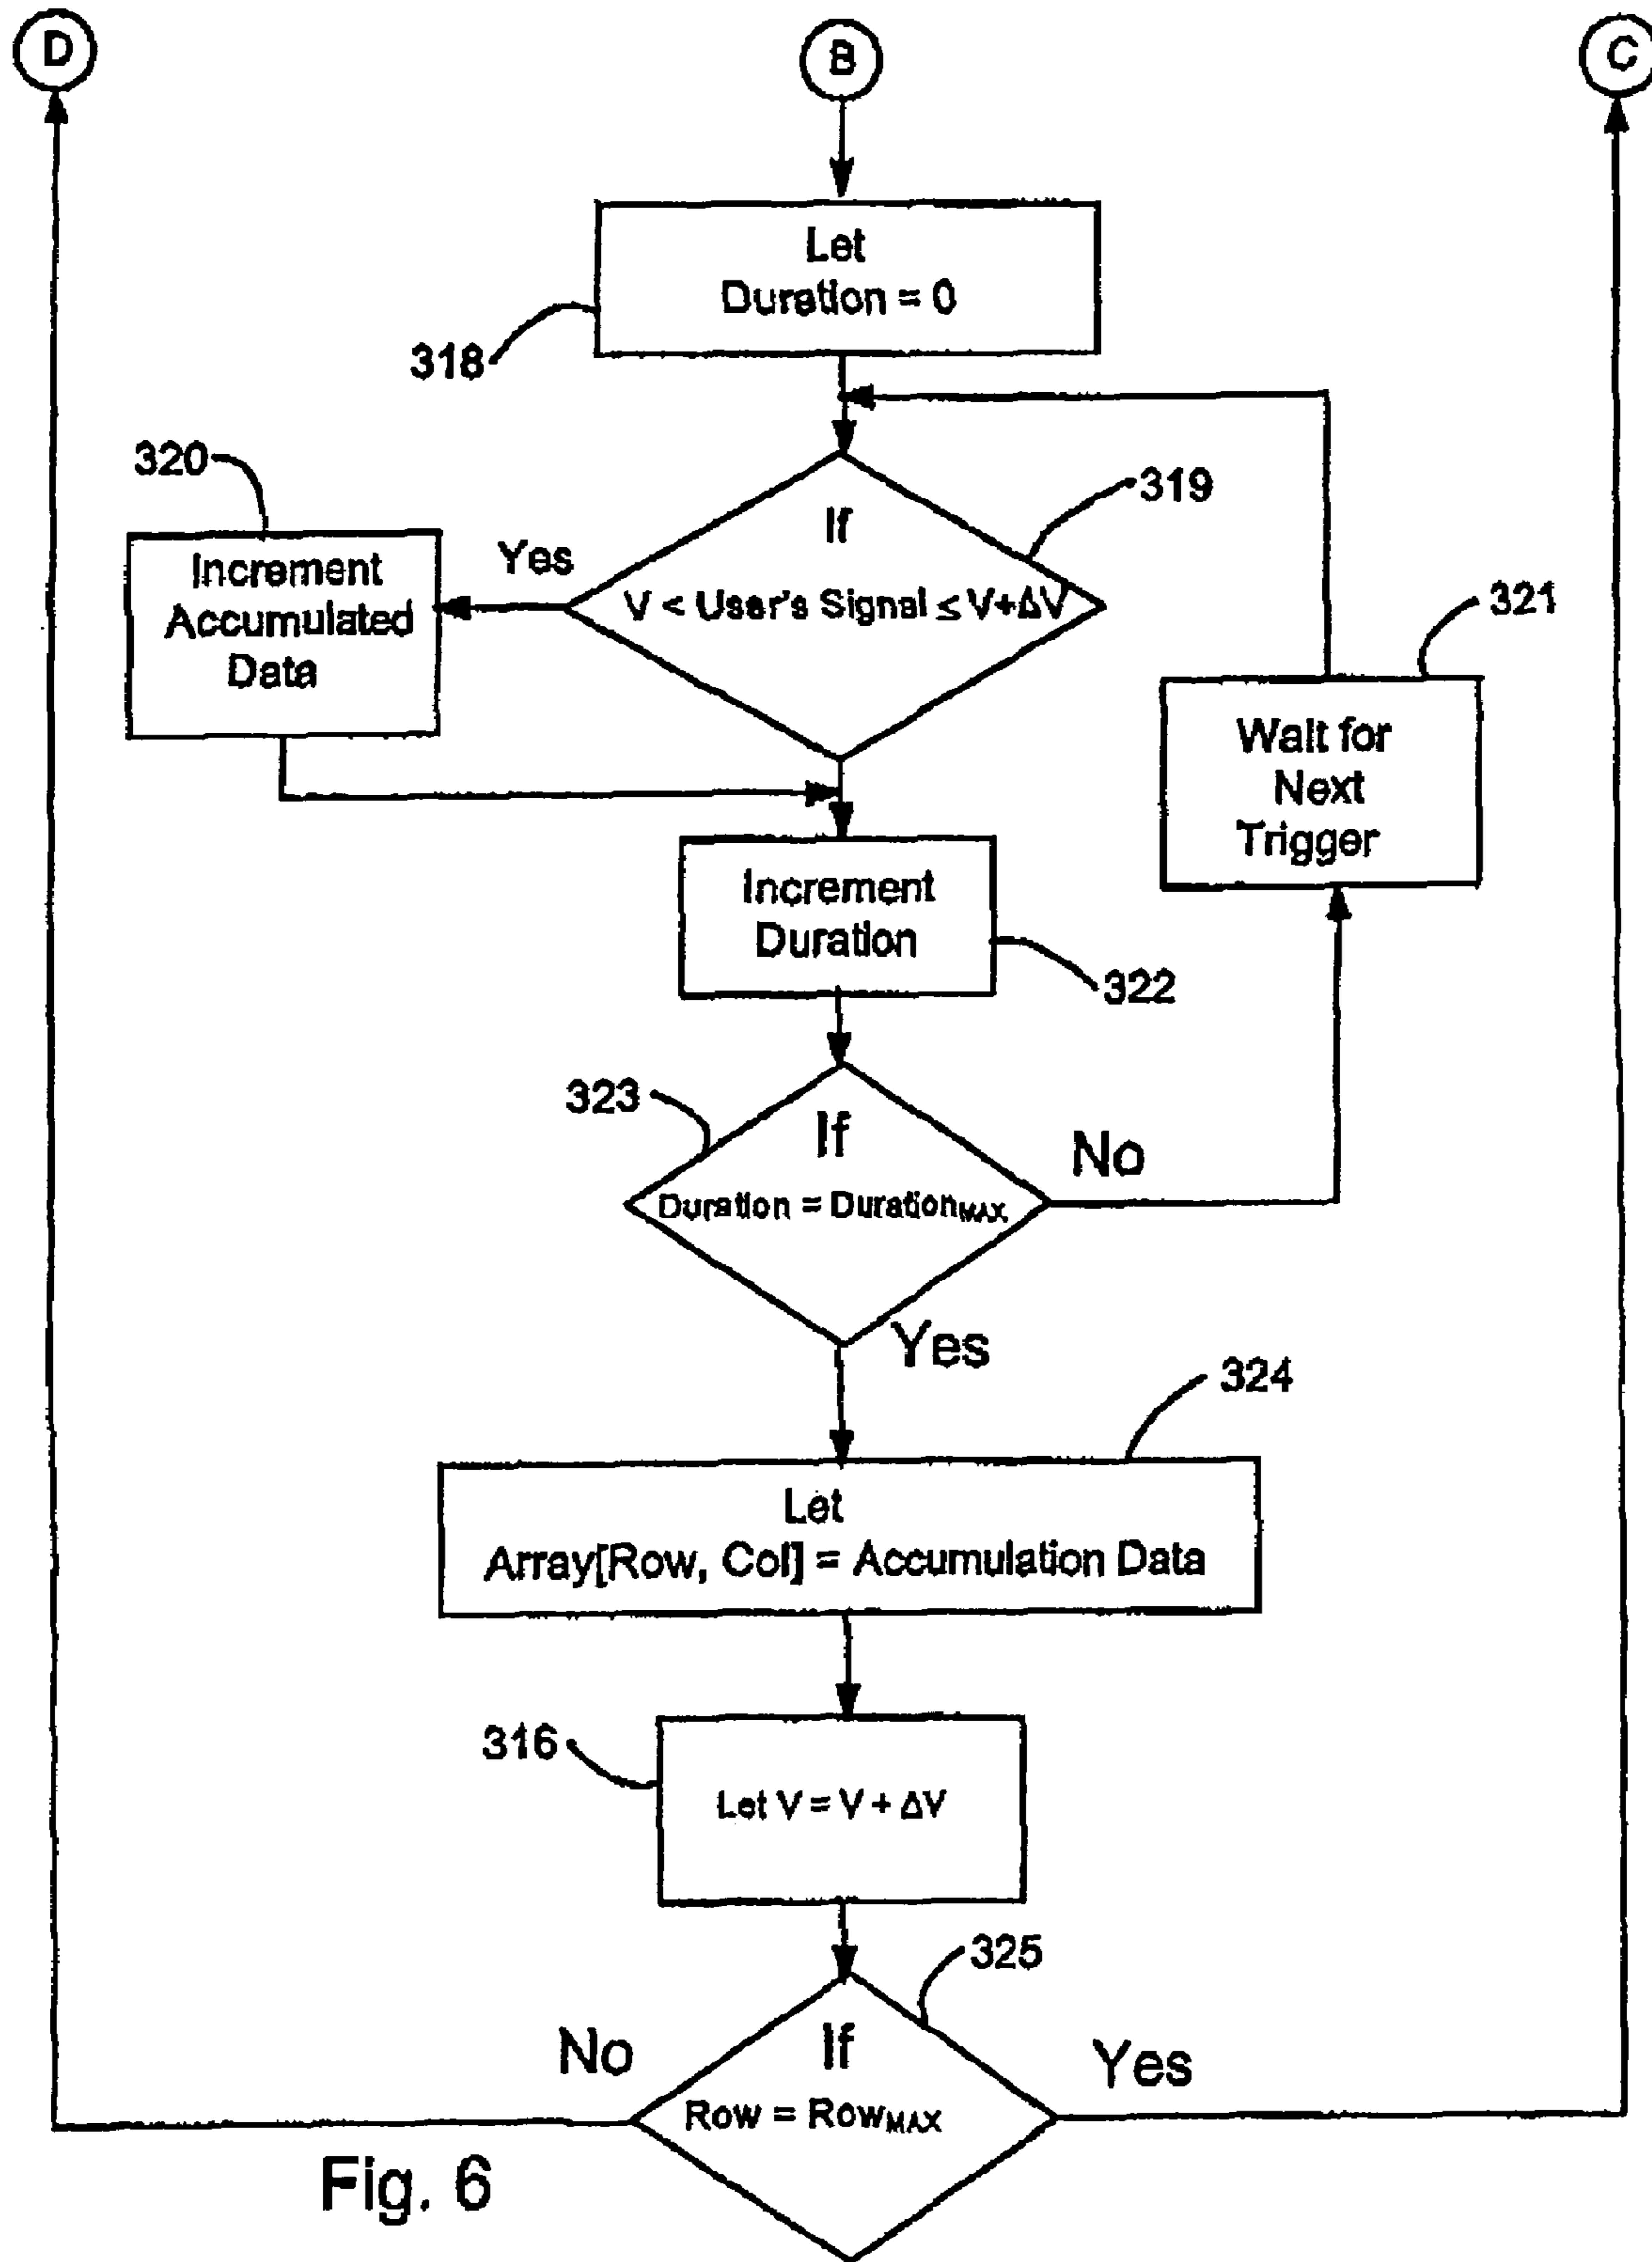 D
B
C
Let
Duration = 0
318
320
319
If
V < User's Signal ≤ V+ΔV
Yes
Increment
Accumulated
Data
321
Wait for
Next
Trigger
Increment
Duration
322
323
If
Duration = DurationMAX
No
Yes
324
Let
Array[Row, Col] = Accumulation Data
316
Let V = V + ΔV
325
If
Row = RowMAX
No
Yes
Fig. 6